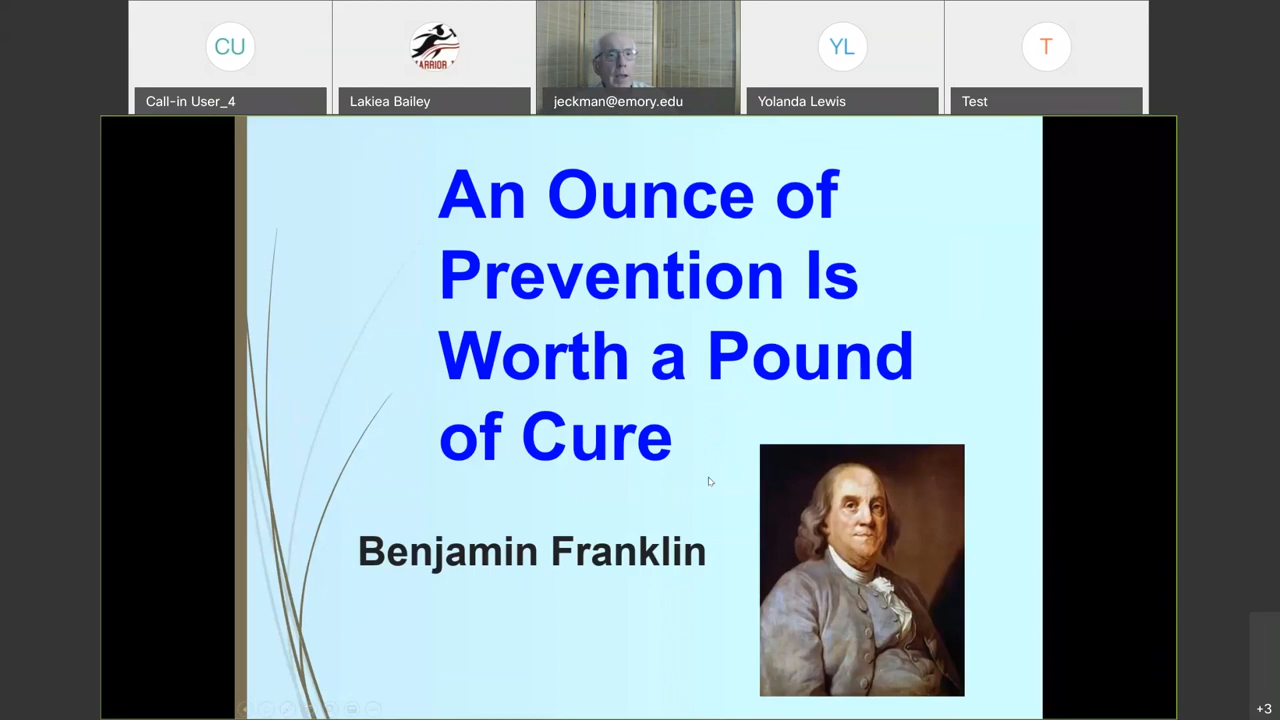 CU
YL
T
ARRIOR
Call-in User_4
Lakiea Bailey
jeckman@emory.edu
Yolanda Lewis
Test
An Ounce of
Prevention Is
Worth a Pound
of Cure
Benjamin Franklin
+3